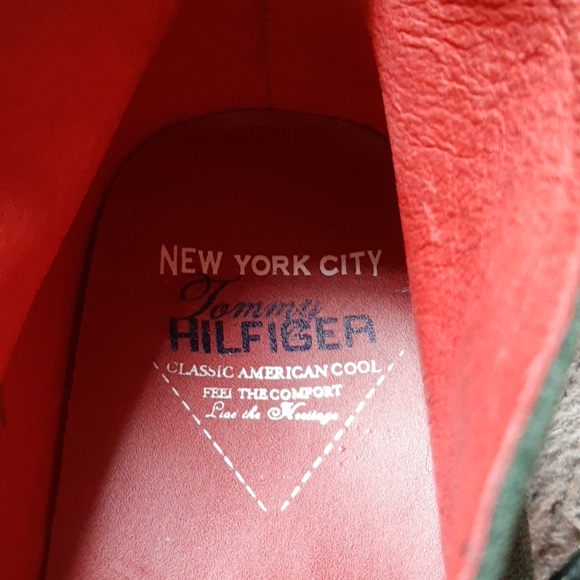 NEW YORK CITY
Tommy
HILFIGER
CLASSIC AMERICAN COOL
FEEL THE COMFORT
Live the Heritage